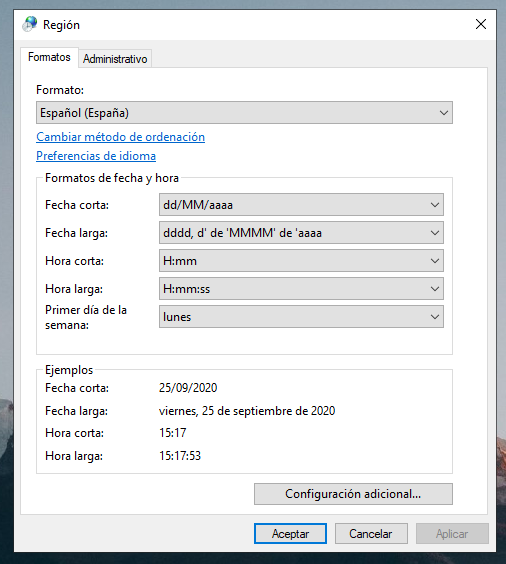 Región
Formatos
Administrativo
Formato:
Español (España)
Cambiar método de ordenación
Preferencias de idioma
Formatos de fecha y hora
Fecha corta: dd/MM/aaaa
Fecha larga: dddd, d' de 'MMMM' de 'aaaa
Hora corta: H:mm
Hora larga: H:mm:ss
Primer día de la
semana: lunes
Ejemplos
Fecha corta: 25/09/2020
Fecha larga: viernes, 25 de septiembre de 2020
Hora corta: 15:17
Hora larga: 15:17:53
Configuración adicional...
Aceptar
Cancelar
Aplicar